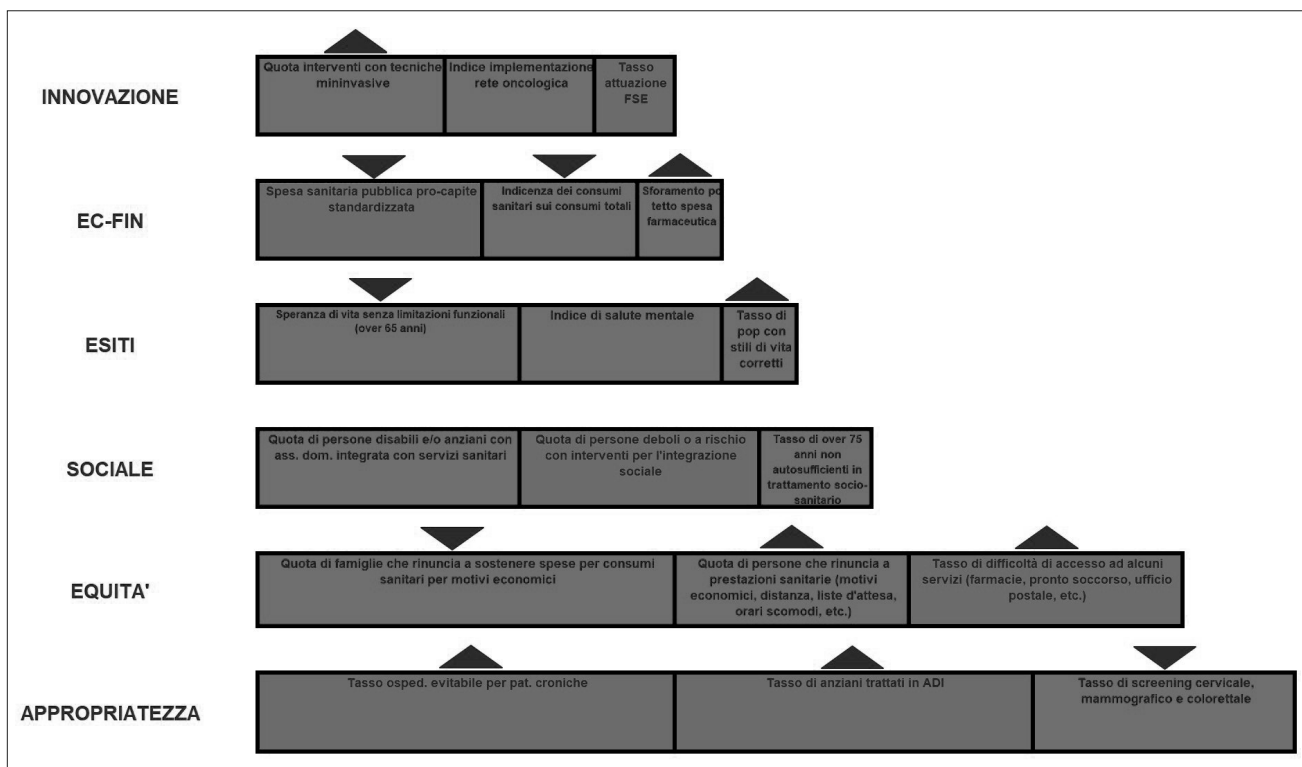 INNOVAZIONE
Quota interventi con tecniche
mininvasive
Indice implementazione
rete oncologica
Tasso
attuazione
FSE
EC-FIN
Spesa sanitaria pubblica pro-capite
standardizzata
Indicenza dei consumi
sanitari sui consumi totali
Sforamento pc
tetto spesa
farmaceutica
ESITI
Speranza di vita senza limitazioni funzionali
(over 65 anni)
Indice di salute mentale
Tasso di
pop con
stili di vita
corretti
SOCIALE
Quota di persone disabili e/o anziani con
ass. dom. integrata con servizi sanitari
Quota di persone deboli o a rischio
con interventi per l'integrazione
sociale
Tasso di over 75
anni non
autosufficienti in
trattamento socio-
sanitario
EQUITA'
Quota di famiglie che rinuncia a sostenere spese per consumi
sanitari per motivi economici
Quota di persone che rinuncia a
prestazioni sanitarie (motivi
economici, distanza, liste d'attesa,
orari scomodi, etc.)
Tasso di difficoltà di accesso ad alcuni
servizi (farmacie, pronto soccorso, ufficio
postale, etc.)
APPROPRIATEZZA
Tasso osped. evitabile per pat. croniche
Tasso di anziani trattati in ADI
Tasso di screening cervicale,
mammografico e colorettale